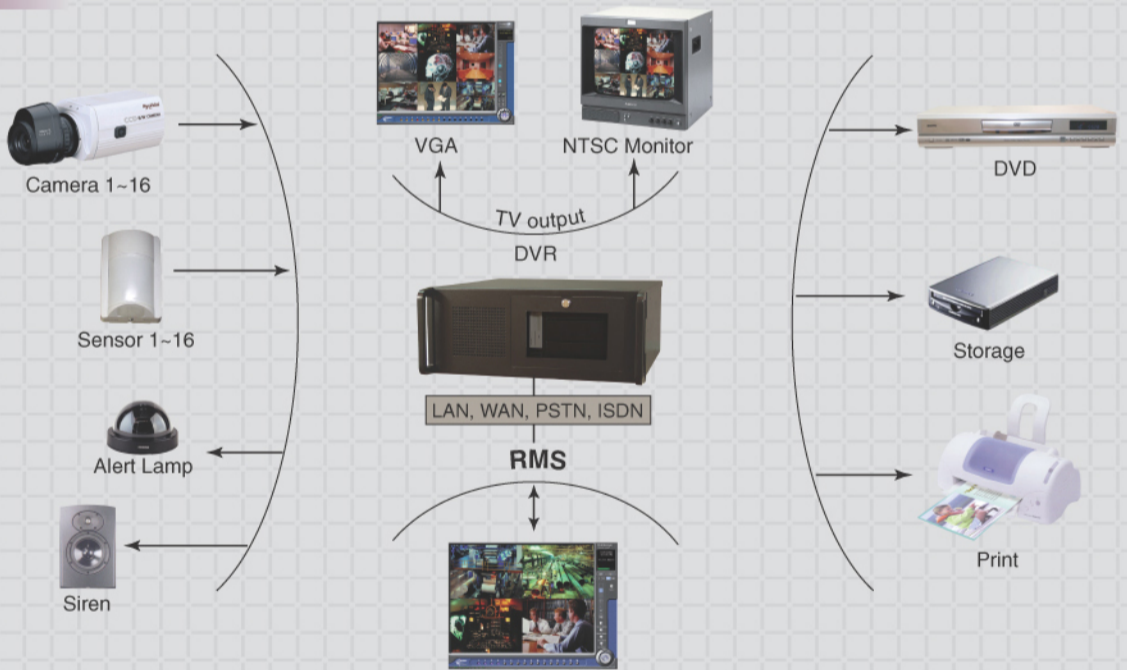 VGA
NTSC Monitor
Camera 1~16
TV output
DVR
DVD
Sensor 1~16
Storage
LAN, WAN, PSTN, ISDN
Alert Lamp
RMS
Print
Siren